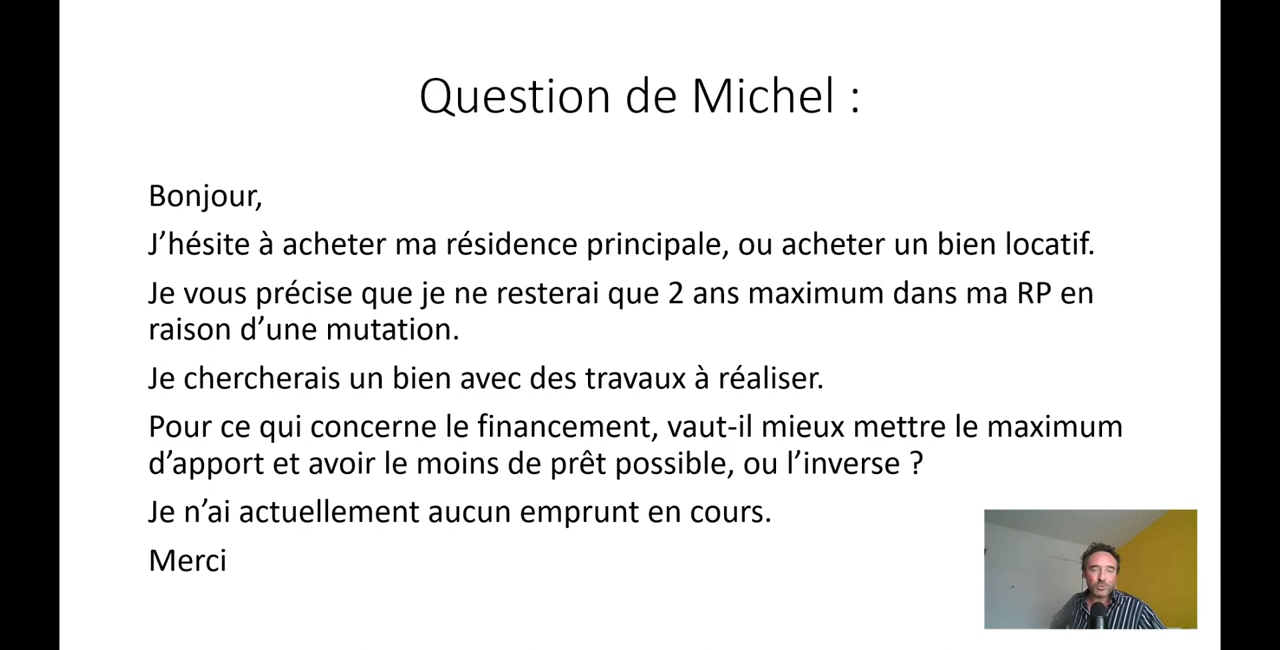 Question de Michel :
Bonjour,
J’hésite à acheter ma résidence principale, ou acheter un bien locatif.
Je vous précise que je ne resterai que 2 ans maximum dans ma RP en
raison d’une mutation.
Je chercherais un bien avec des travaux à réaliser.
Pour ce qui concerne le financement, vaut-il mieux mettre le maximum
d’apport et avoir le moins de prêt possible, ou l’inverse ?
Je n’ai actuellement aucun emprunt en cours.
Merci